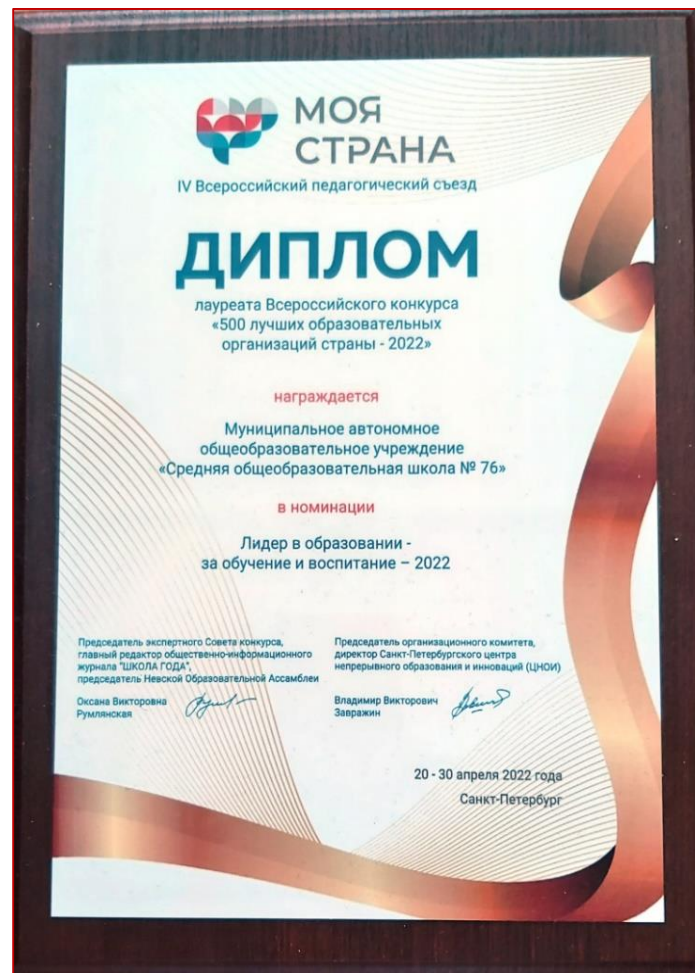 МОЯ
СТРАНА
IV Всероссийский педагогический съезд
ДИПЛОМ
лауреата Всероссийского конкурса
«500 лучших образовательных
организаций страны - 2022»
награждается
Муниципальное автономное
общеобразовательное учреждение
«Средняя общеобразовательная школа № 76»
в номинации
Лидер в образовании -
за обучение и воспитание – 2022
Председатель экспертного Совета конкурса,
главный редактор общественно-информационного
журнала "ШКОЛА ГОДА",
председатель Невской Образовательной Ассамблеи
Оксана Викторовна
Румлянская
Председатель организационного комитета,
директор Санкт-Петербургского центра
непрерывного образования и инноваций (ЦНОИ)
Владимир Викторович
Завражин
20 - 30 апреля 2022 года
Санкт-Петербург